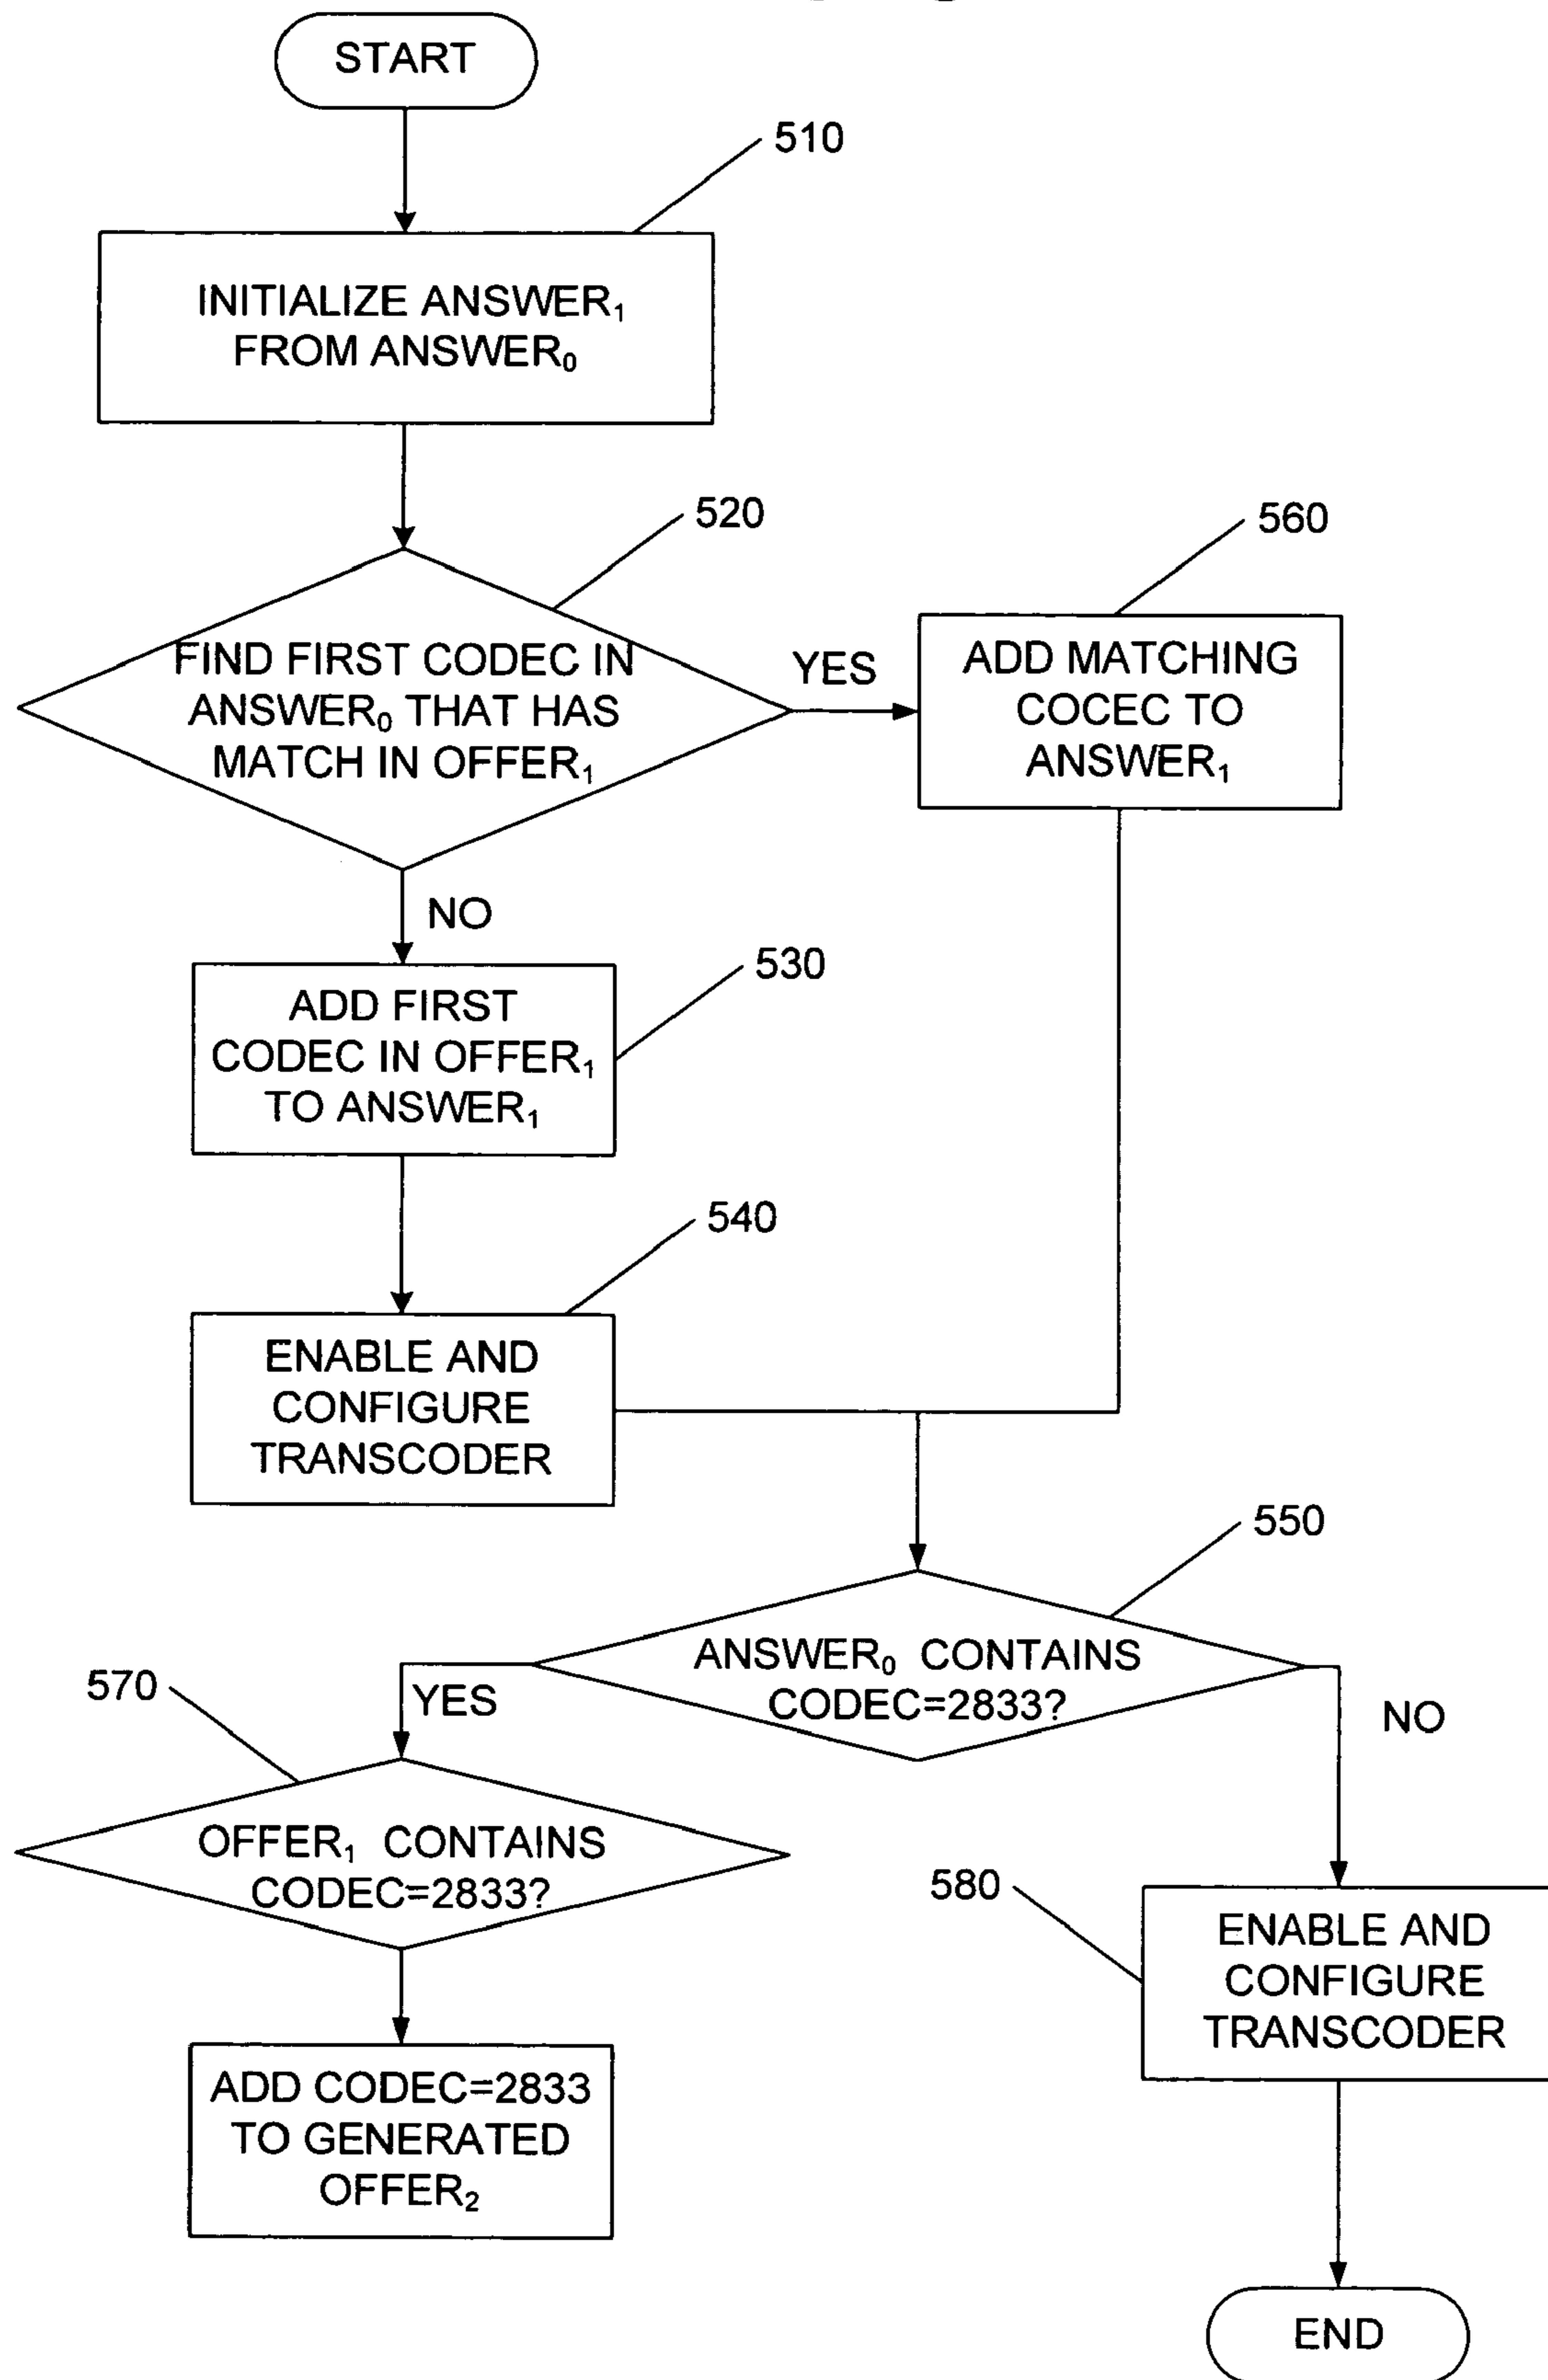 START
510
INITIALIZE ANSWER₁
FROM ANSWER₀
520
FIND FIRST CODEC IN
ANSWER₀ THAT HAS
MATCH IN OFFER₁
YES
560
ADD MATCHING
COCEC TO
ANSWER₁
NO
530
ADD FIRST
CODEC IN OFFER₁
TO ANSWER₁
540
ENABLE AND
CONFIGURE
TRANSCODER
550
ANSWER₀ CONTAINS
CODEC=2833?
YES
NO
570
OFFER₁ CONTAINS
CODEC=2833?
580
ENABLE AND
CONFIGURE
TRANSCODER
ADD CODEC=2833
TO GENERATED
OFFER₂
END